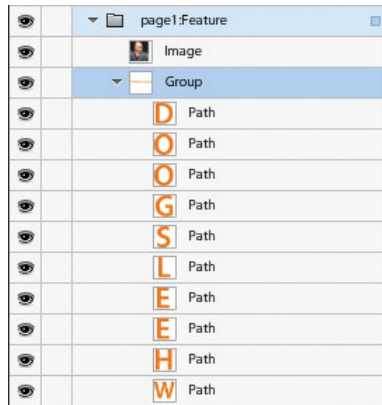 page1:Feature
Image
Group
D Path
O Path
O Path
G Path
S Path
L Path
E Path
E Path
H Path
W Path